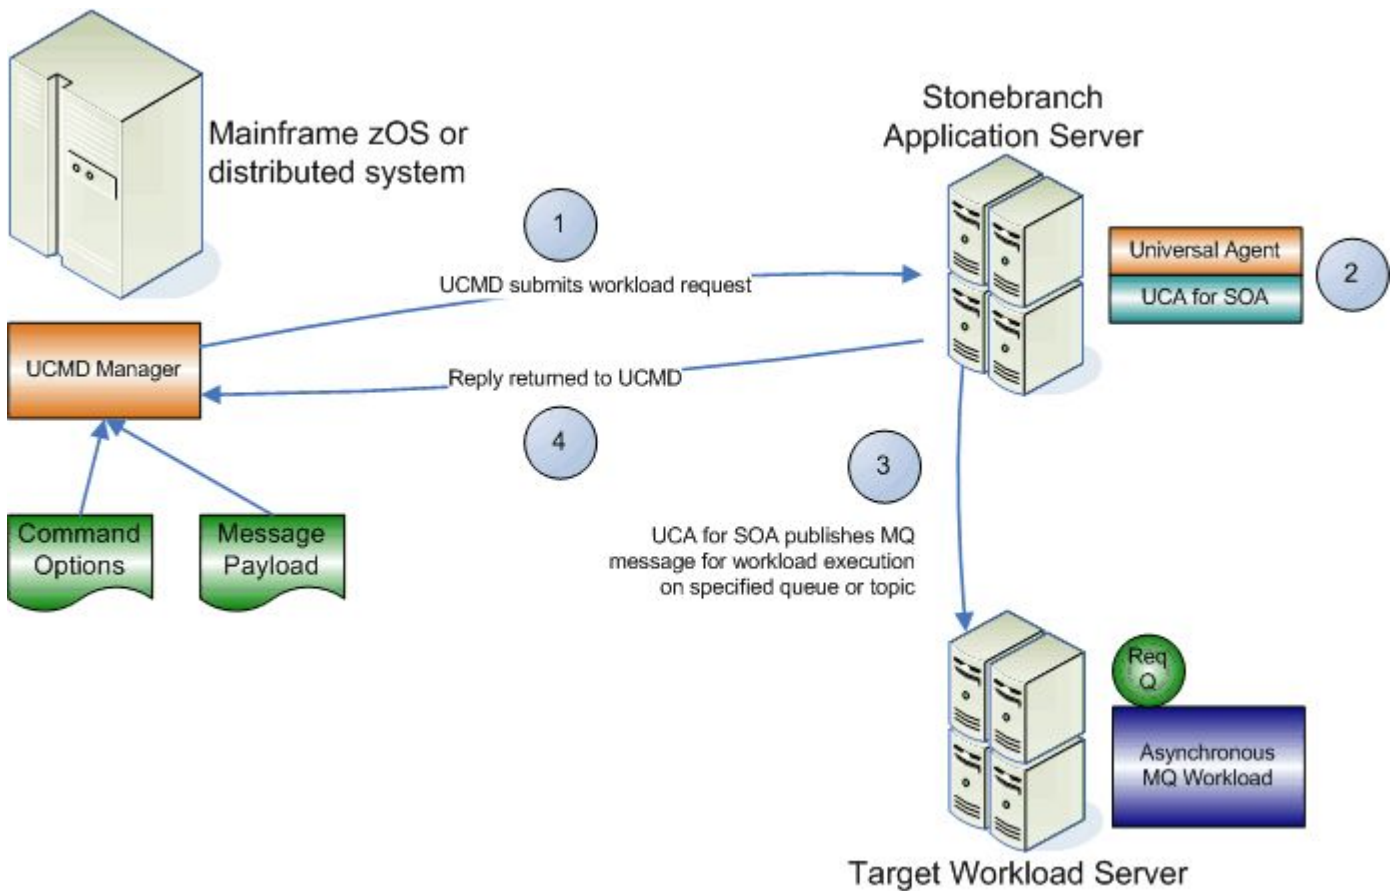 Mainframe zOS or
distributed system
Stonebranch
Application Server
1
UCMD submits workload request
Universal Agent
UCA for SOA
2
UCMD Manager
Reply returned to UCMD
4
3
Command
Options
Message
Payload
UCA for SOA publishes MQ
message for workload execution
on specified queue or topic
Req
Q
Asynchronous
MQ Workload
Target Workload Server